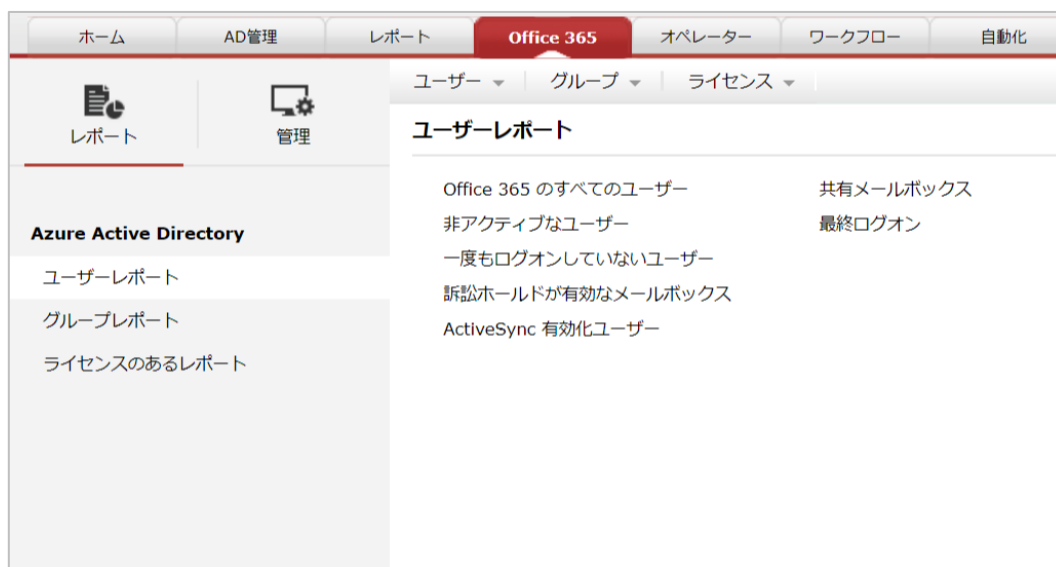 ホーム AD管理 レポート Office 365 オペレーター ワークフロー 自動化
レポート 管理
Azure Active Directory
ユーザーレポート
グループレポート
ライセンスのあるレポート
ユーザー グループ ライセンス
ユーザーレポート
Office 365 のすべてのユーザー
非アクティブなユーザー
一度もログオンしていないユーザー
訴訟ホールドが有効なメールボックス
ActiveSync 有効化ユーザー
共有メールボックス
最終ログオン